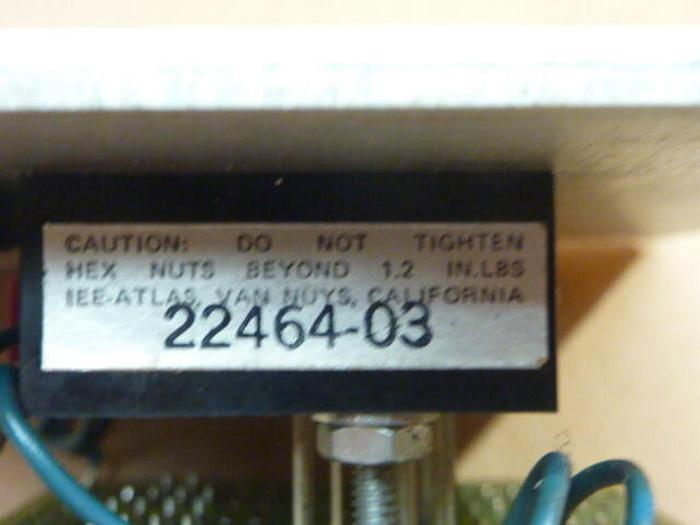 CAUTION: DO NOT TIGHTEN
HEX NUTS BEYOND 1.2 IN.LBS
IEE-ATLAS, VAN NUYS, CALIFORNIA
22464-03